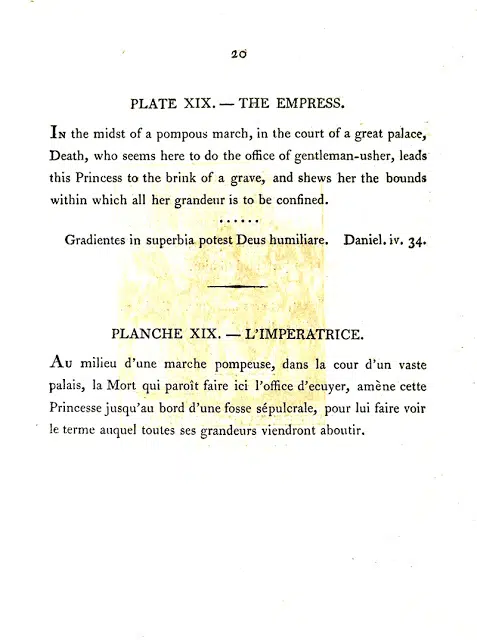 20
PLATE XIX. — THE EMPRESS.
In the midst of a pompous march, in the court of a great palace,
Death, who seems here to do the office of gentleman-usher, leads
this Princess to the brink of a grave, and shews her the bounds
within which all her grandeur is to be confined.
......
Gradientes in superbia potest Deus humiliare. Daniel. iv. 34.
PLANCHE XIX. — L'IMPERATRICE.
Au milieu d'une marche pompeuse, dans la cour d'un vaste
palais, la Mort qui paroît faire ici l'office d'ecuyer, amène cette
Princesse jusqu'au bord d'une fosse sépulcrale, pour lui faire voir
le terme auquel toutes ses grandeurs viendront aboutir.